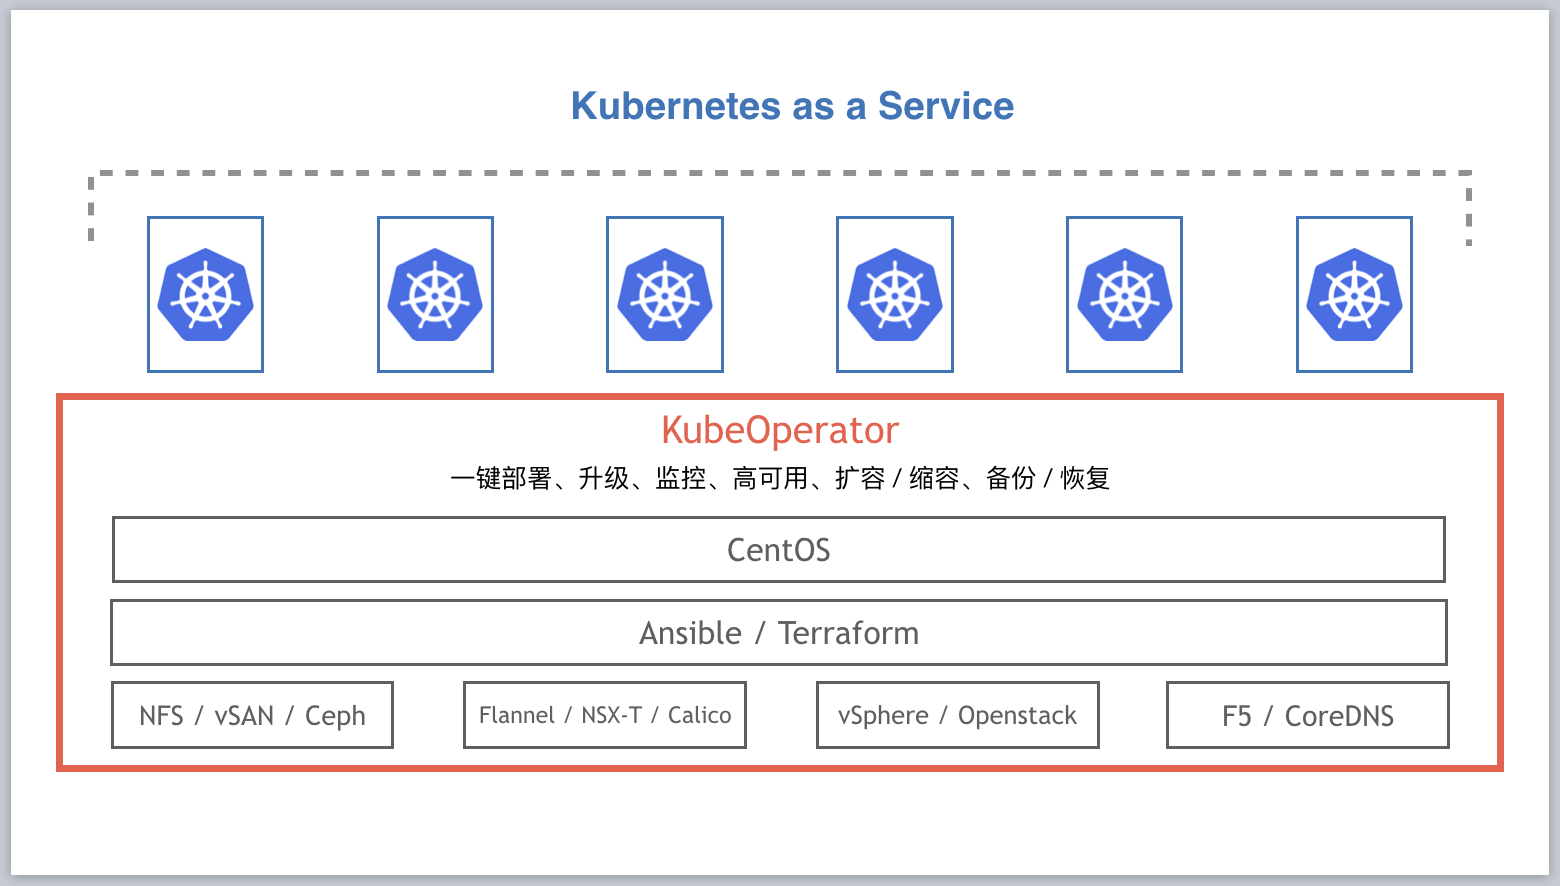 Kubernetes as a Service
KubeOperator
一键部署、升级、监控、高可用、扩容 / 缩容、备份 / 恢复
CentOS
Ansible / Terraform
NFS / vSAN / Ceph
Flannel / NSX-T / Calico
vSphere / Openstack
F5 / CoreDNS